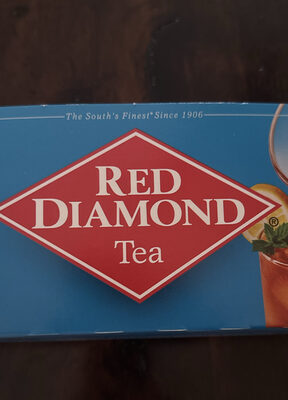 The South's Finest® Since 1906
RED
DIAMOND®
Tea